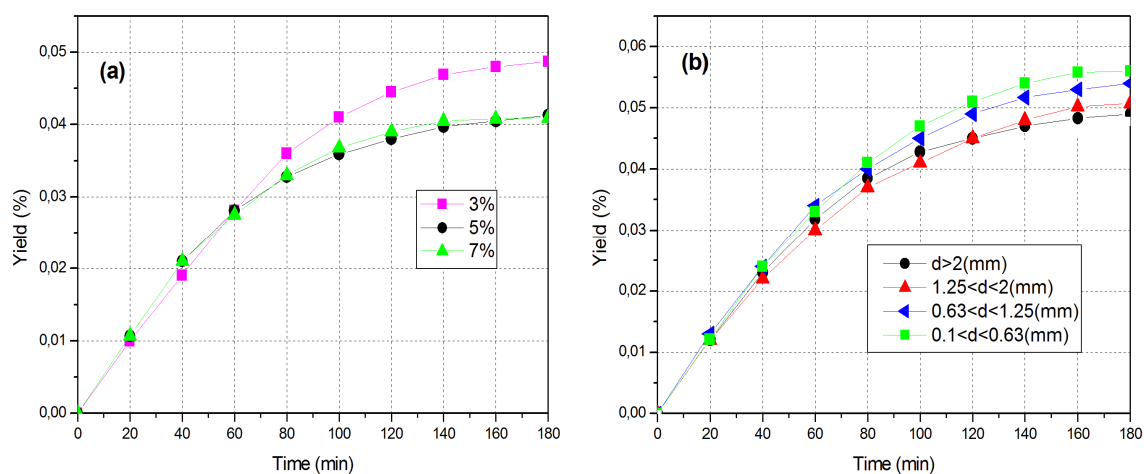 (a)
Yield (%)
0,05
0,04
0,03
0,02
0,01
0,00
3%
5%
7%
0 20 40 60 80 100 120 140 160 180
Time (min)
(b)
Yield (%)
0,06
0,05
0,04
0,03
0,02
0,01
0,00
d>2(mm)
1.25<d<2(mm)
0.63<d<1.25(mm)
0.1<d<0.63(mm)
0 20 40 60 80 100 120 140 160 180
Time (min)